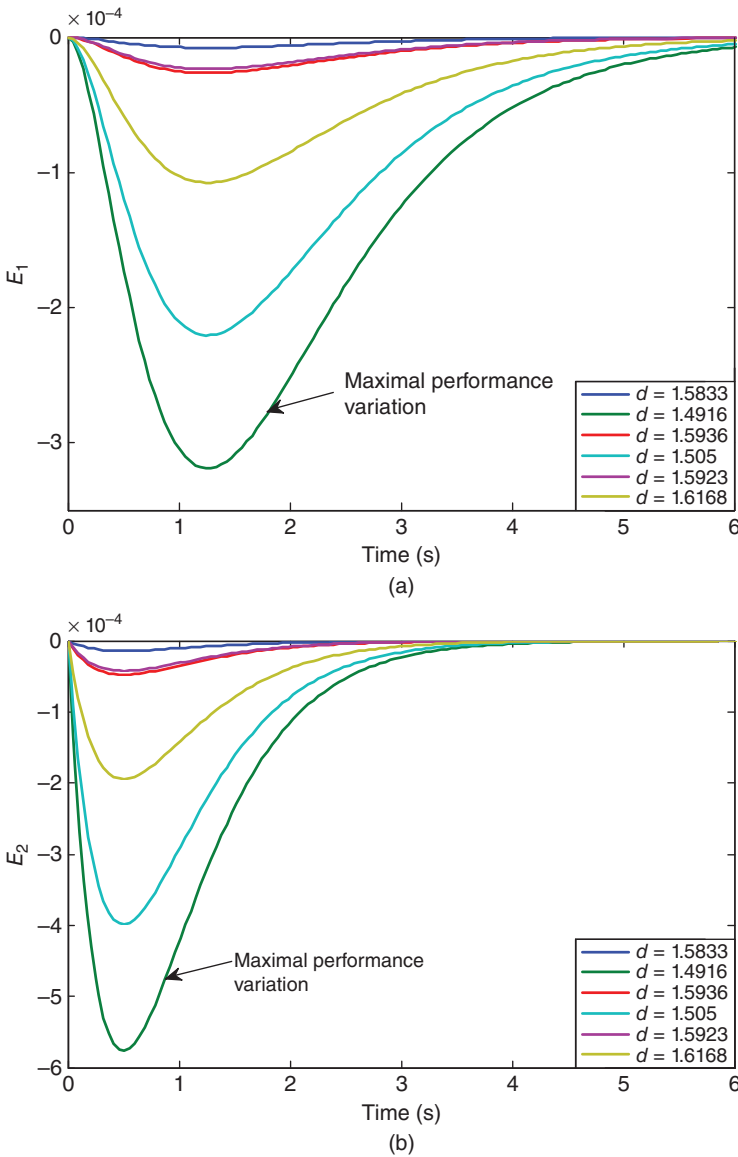 × 10⁻⁴
0
−1
−2
−3
E₁
Maximal performance
variation
d = 1.5833
d = 1.4916
d = 1.5936
d = 1.505
d = 1.5923
d = 1.6168
0 1 2 3 4 5 6
Time (s)
(a)
× 10⁻⁴
0
−1
−2
−3
−4
−5
−6
E₂
Maximal performance
variation
d = 1.5833
d = 1.4916
d = 1.5936
d = 1.505
d = 1.5923
d = 1.6168
0 1 2 3 4 5 6
Time (s)
(b)